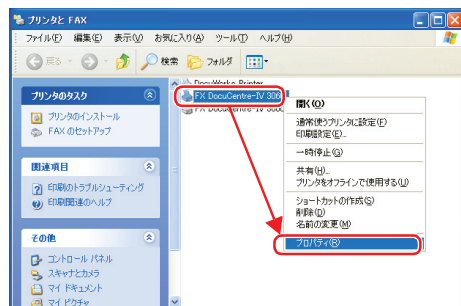 プリンタと FAX
ファイル(F) 編集(E) 表示(V) お気に入り(A) ツール(T) ヘルプ(H)
戻る 検索 フォルダ
プリンタのタスク
プリンタのインストール
FAX のセットアップ
関連項目
印刷のトラブルシューティング
印刷関連のヘルプ
その他
コントロール パネル
スキャナとカメラ
マイ ドキュメント
マイ ピクチャ
DocuWorks Printer
FX DocuCentre-IV 306
FX DocuCentre-IV
開く(O)
通常使うプリンタに設定(F)
印刷設定(E)...
一時停止(G)
共有(H)...
プリンタをオフラインで使用する(U)
ショートカットの作成(S)
削除(D)
名前の変更(M)
プロパティ(R)